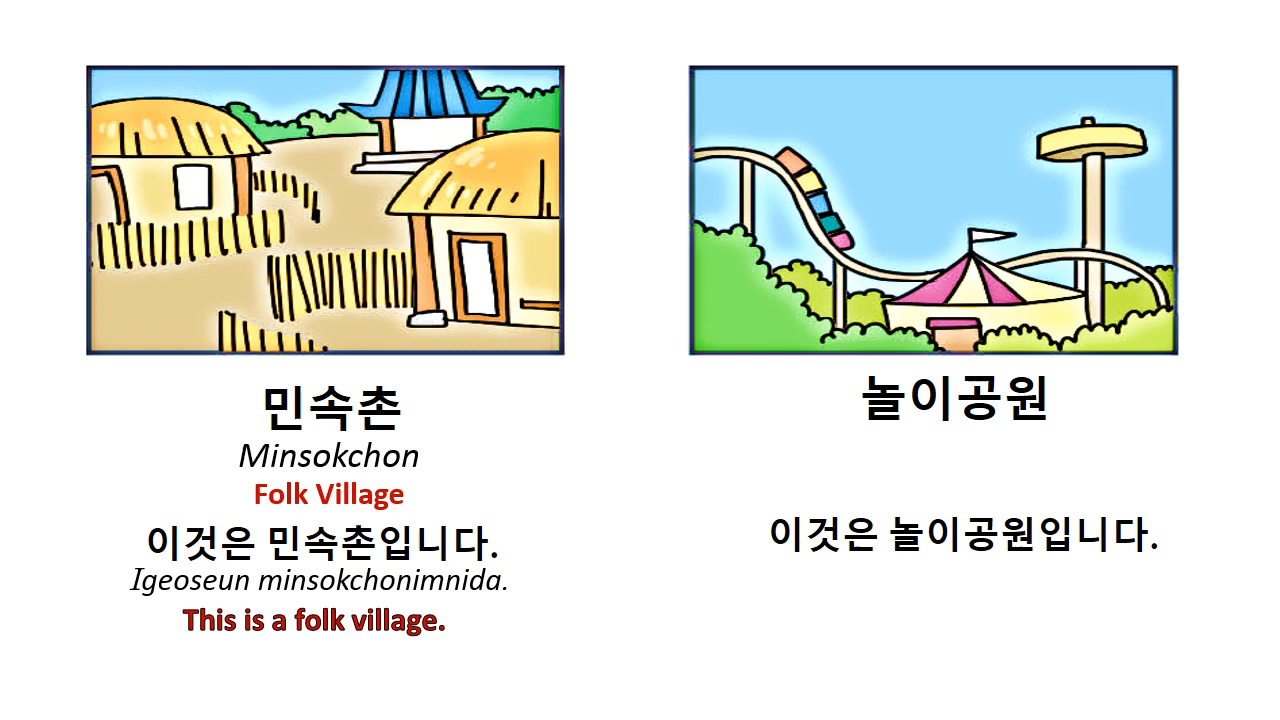 민속촌
Minsokchon
Folk Village
이것은 민속촌입니다.
Igeoseun minsokchonimnida.
This is a folk village.
놀이공원
이것은 놀이공원입니다.